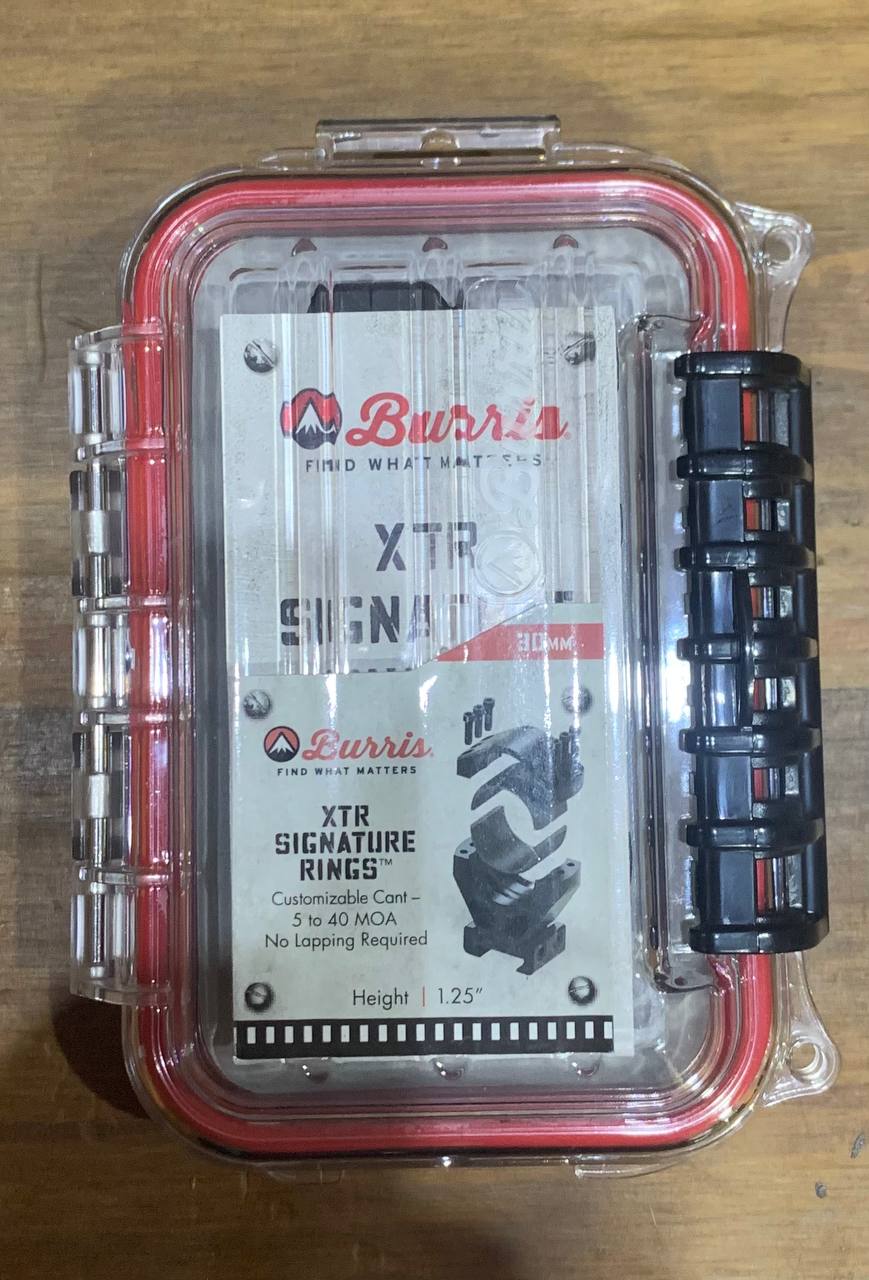 Burris
FIND WHAT MATTERS
XTR
SIGNATURE
30MM
Burris
FIND WHAT MATTERS
XTR
SIGNATURE
RINGS™
Customizable Cant –
5 to 40 MOA
No Lapping Required
Height | 1.25”